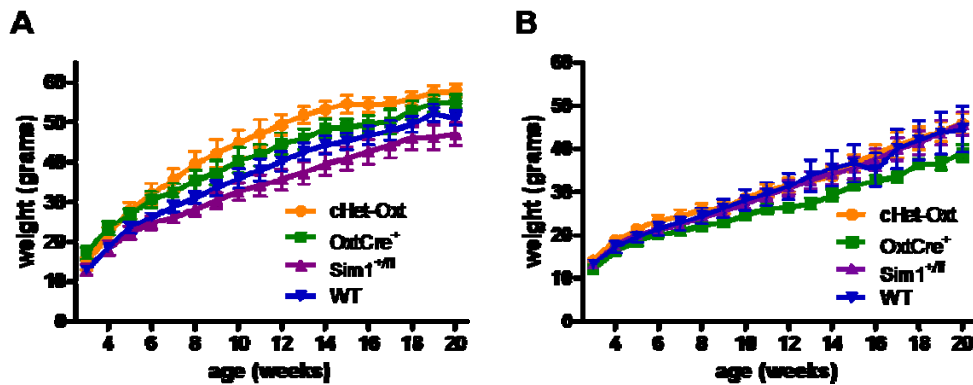 A
B
60
50
40
30
20
10
0
weight (grams)
cHet-Oxt
OxtCre+
Sim1+/fl
WT
4 6 8 10 12 14 16 18 20
age (weeks)
60
50
40
30
20
10
0
weight (grams)
cHet-Oxt
OxtCre+
Sim1+/fl
WT
4 6 8 10 12 14 16 18 20
age (weeks)